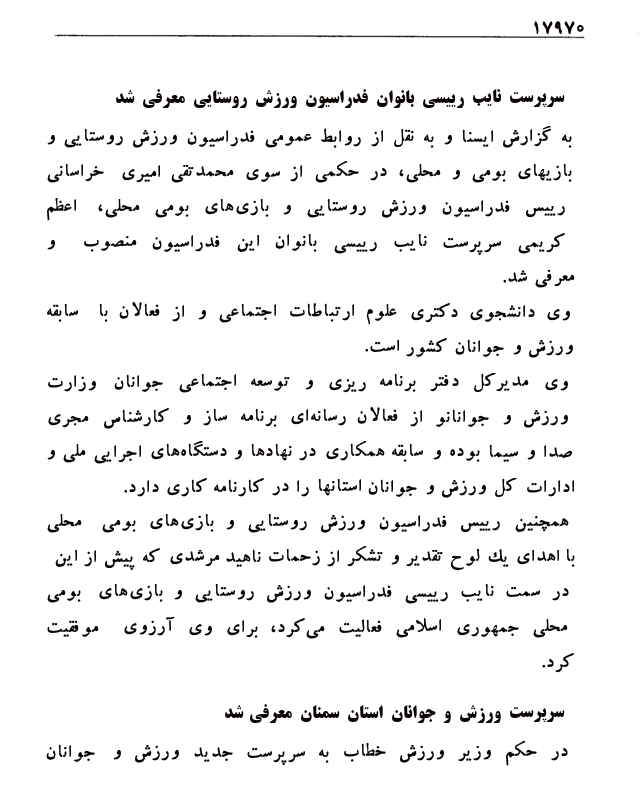 ۱۷۹۷۰
سرپرست نایب رییسی بانوان فدراسیون ورزش روستایی معرفی شد
به گزارش ایسنا و به نقل از روابط عمومی فدراسیون ورزش روستایی و
بازیهای بومی و محلی، در حکمی از سوی محمدتقی امیری خراسانی
رییس فدراسیون ورزش روستایی و بازی‌های بومی محلی، اعظم
کریمی سرپرست نایب رییسی بانوان این فدراسیون منصوب و
معرفی شد.
وی دانشجوی دکتری علوم ارتباطات اجتماعی و از فعالان با سابقه
ورزش و جوانان کشور است.
وی مدیرکل دفتر برنامه ریزی و توسعه اجتماعی جوانان وزارت
ورزش و جوانانو از فعالان رسانه‌ای برنامه ساز و کارشناس مجری
صدا و سیما بوده و سابقه همکاری در نهادها و دستگاه‌های اجرایی ملی و
ادارات کل ورزش و جوانان استانها را در کارنامه کاری دارد.
همچنین رییس فدراسیون ورزش روستایی و بازی‌های بومی محلی
با اهدای یك لوح تقدیر و تشکر از زحمات ناهید مرشدی که پیش از این
در سمت نایب رییسی فدراسیون ورزش روستایی و بازی‌های بومی
محلی جمهوری اسلامی فعالیت می‌کرد، برای وی آرزوی موفقیت
کرد.
سرپرست ورزش و جوانان استان سمنان معرفی شد
در حکم وزیر ورزش خطاب به سرپرست جدید ورزش و جوانان